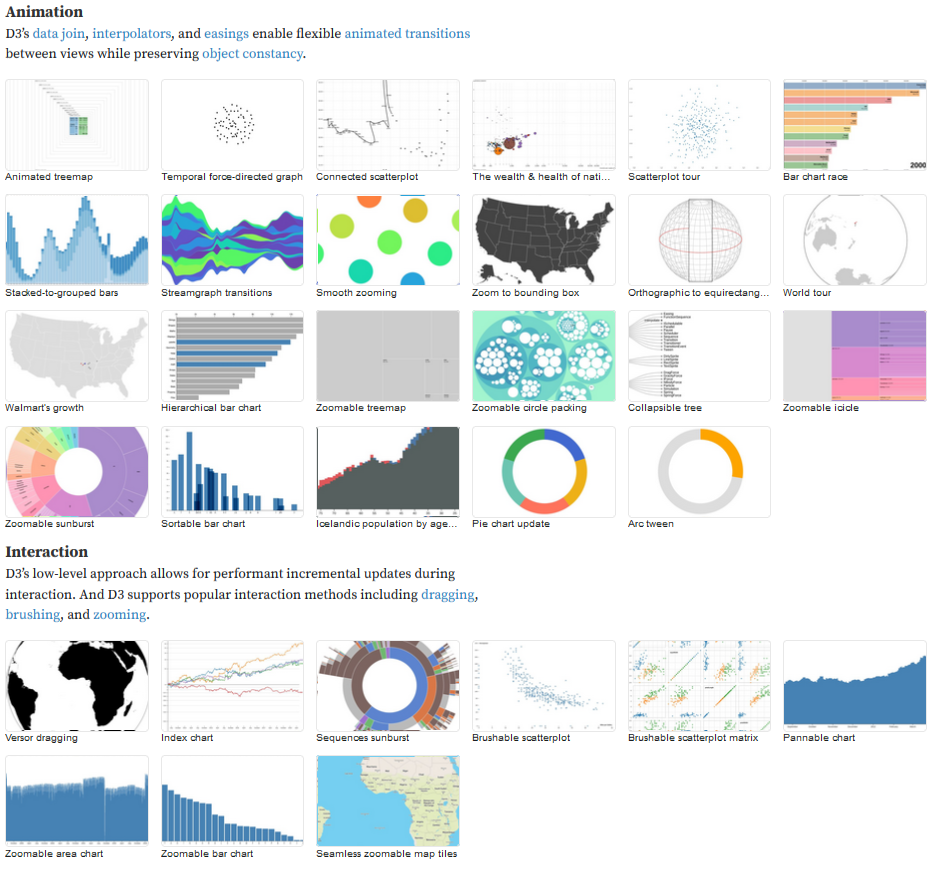 Animation
D3’s data join, interpolators, and easings enable flexible animated transitions
between views while preserving object constancy.
Animated treemap
Temporal force-directed graph
Connected scatterplot
The wealth & health of nati...
Scatterplot tour
2000
Bar chart race
Stacked-to-grouped bars
Streamgraph transitions
Smooth zooming
Zoom to bounding box
Orthographic to equirectang...
World tour
Walmart's growth
Hierarchical bar chart
Zoomable treemap
Zoomable circle packing
Collapsible tree
Zoomable icicle
Zoomable sunburst
Sortable bar chart
Icelandic population by age...
Pie chart update
Arc tween
Interaction
D3’s low-level approach allows for performant incremental updates during
interaction. And D3 supports popular interaction methods including dragging,
brushing, and zooming.
Versor dragging
Index chart
Sequences sunburst
Brushable scatterplot
Brushable scatterplot matrix
Pannable chart
Zoomable area chart
Zoomable bar chart
Seamless zoomable map tiles